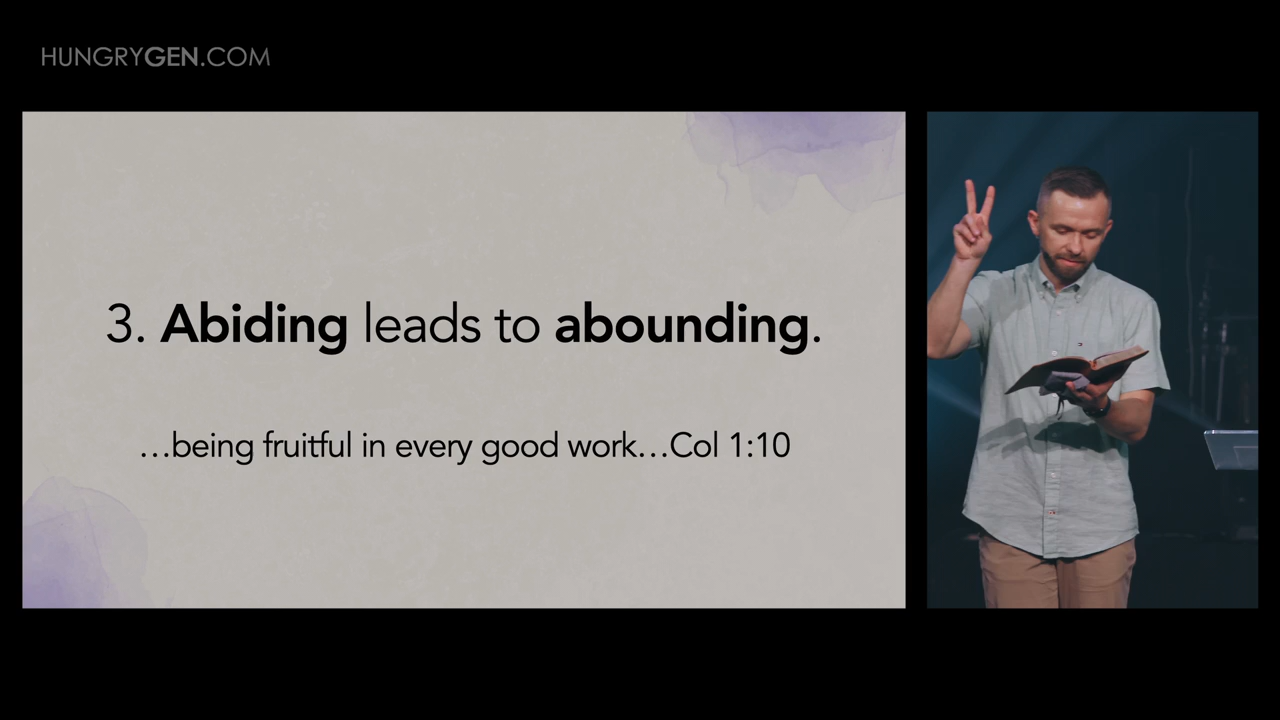 HUNGRYGEN.COM
3. Abiding leads to abounding.
…being fruitful in every good work…Col 1:10